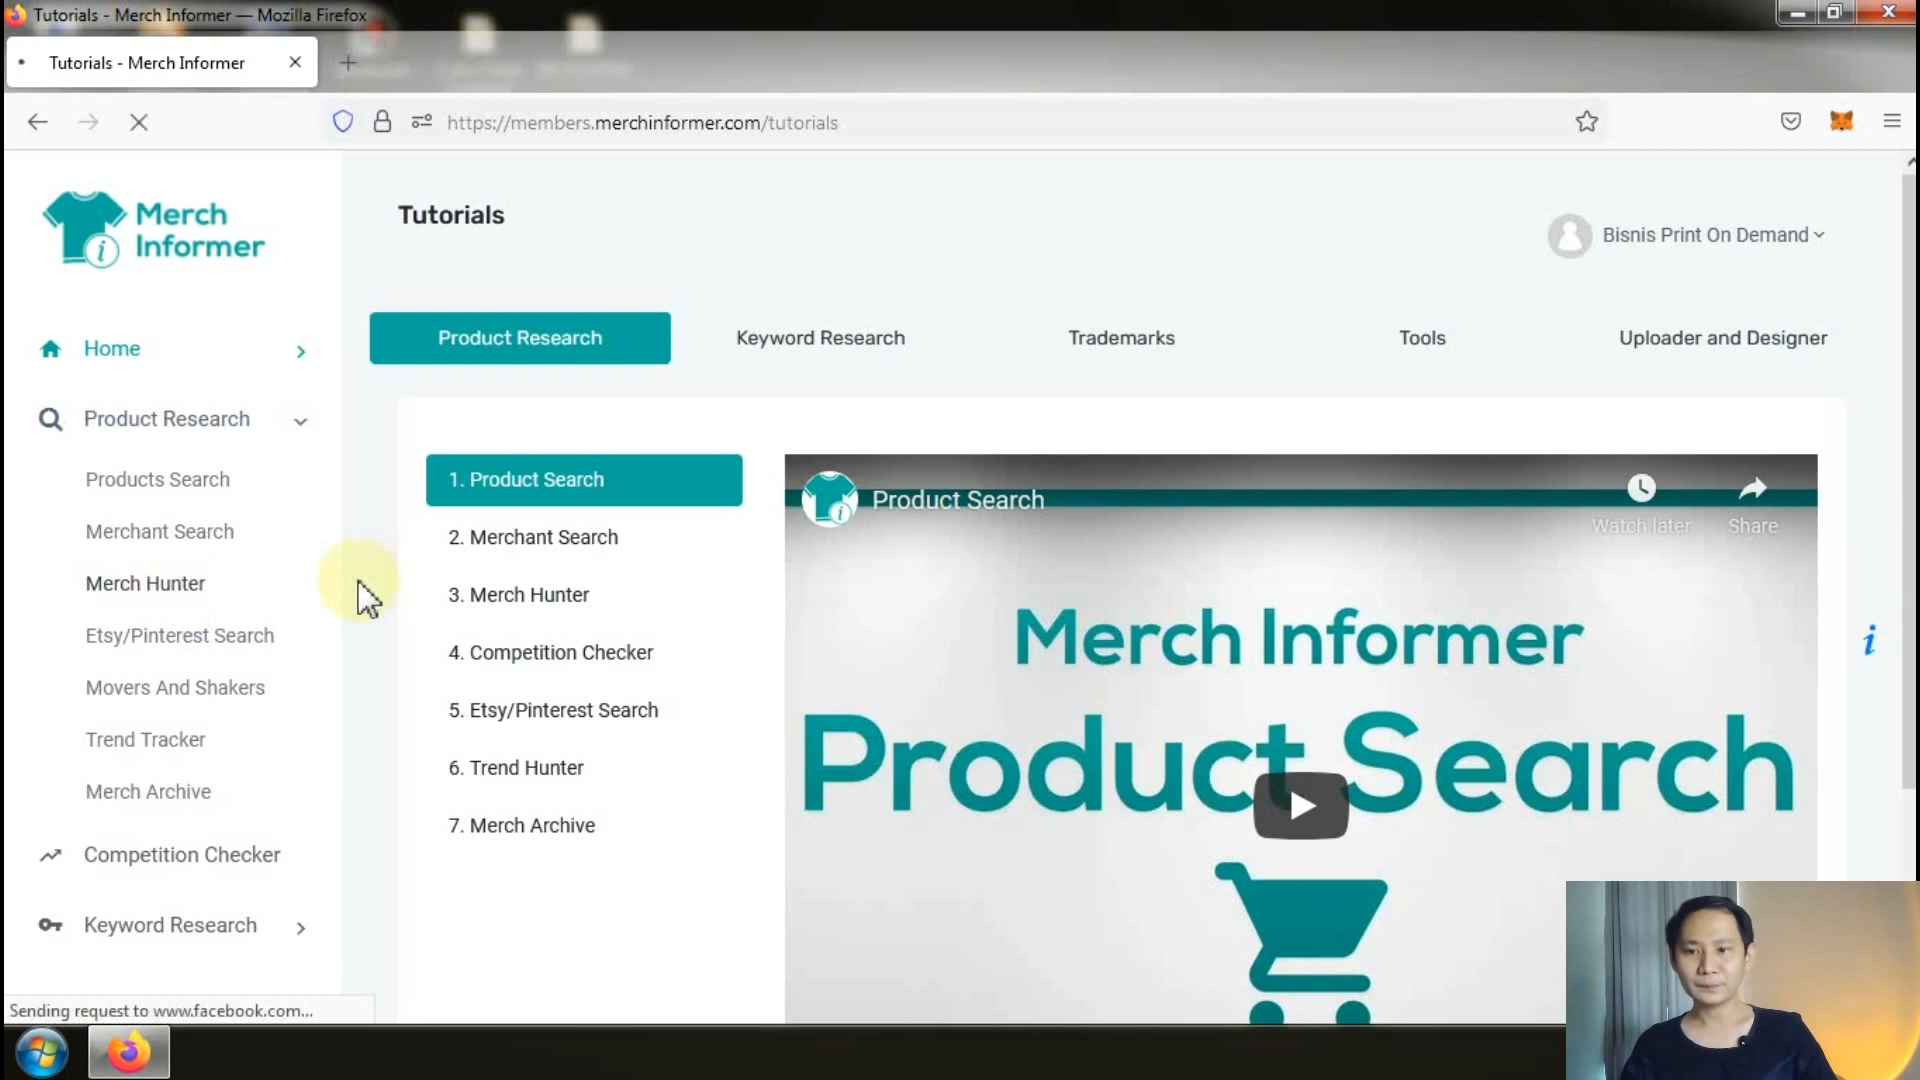 Tutorials - Merch Informer — Mozilla Firefox
Tutorials - Merch Informer
https://members.merchinformer.com/tutorials
Merch
Informer
Tutorials
Bisnis Print On Demand
Product Research
Keyword Research
Trademarks
Tools
Uploader and Designer
Home
Product Research
Products Search
Merchant Search
Merch Hunter
Etsy/Pinterest Search
Movers And Shakers
Trend Tracker
Merch Archive
Competition Checker
Keyword Research
1. Product Search
2. Merchant Search
3. Merch Hunter
4. Competition Checker
5. Etsy/Pinterest Search
6. Trend Hunter
7. Merch Archive
Product Search
Watch later
Share
Merch Informer
Product Search
i
Sending request to www.facebook.com...